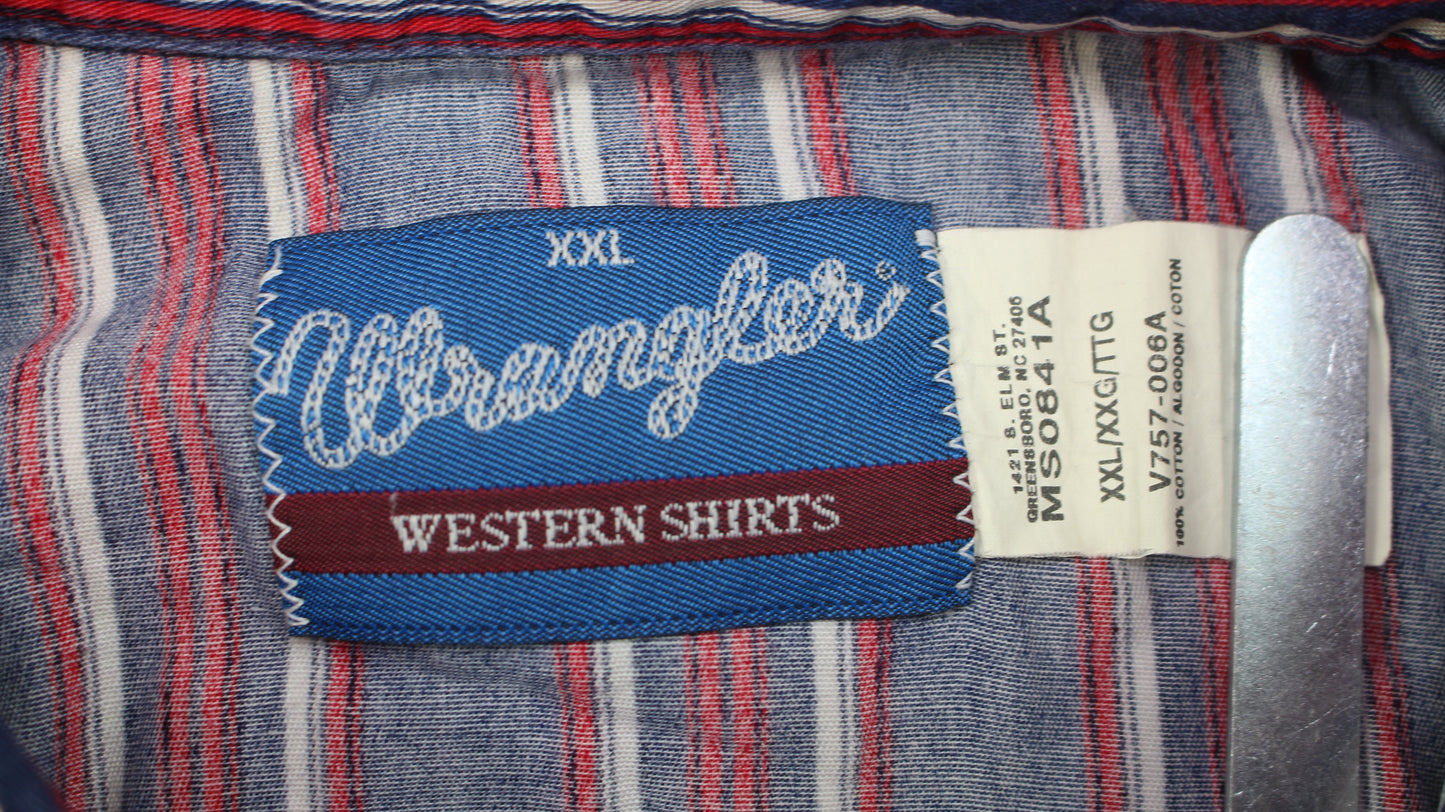 XXL
Wrangler®
WESTERN SHIRTS
1421 S. ELM ST.
GREENSBORO, NC 27406
MS0841A
XXL/XXG/TTG
V757-006A
100% COTTON / ALGODON / COTON